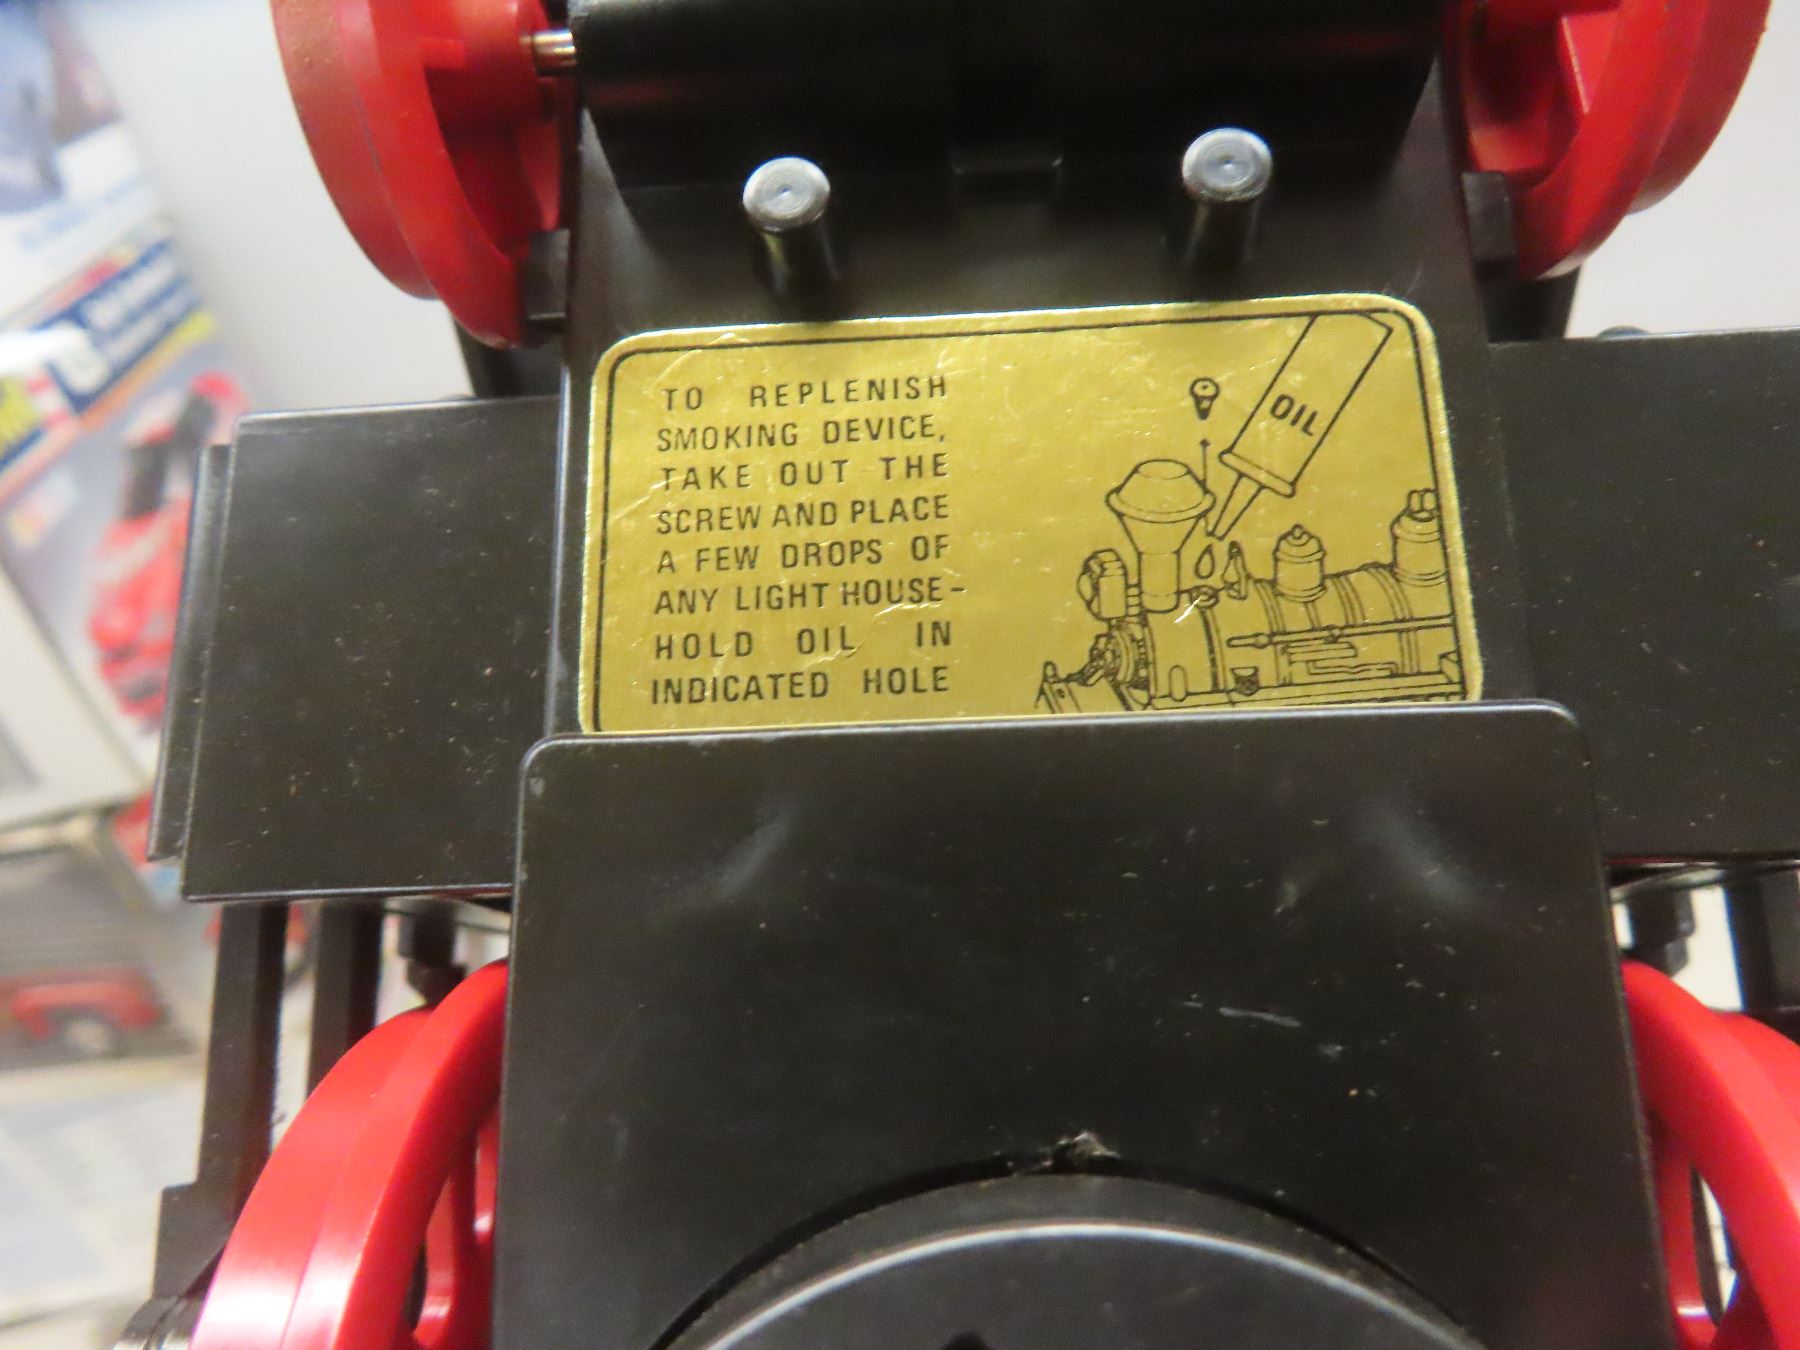 TO REPLENISH
SMOKING DEVICE,
TAKE OUT THE
SCREW AND PLACE
A FEW DROPS OF
ANY LIGHT HOUSE-
HOLD OIL IN
INDICATED HOLE
OIL